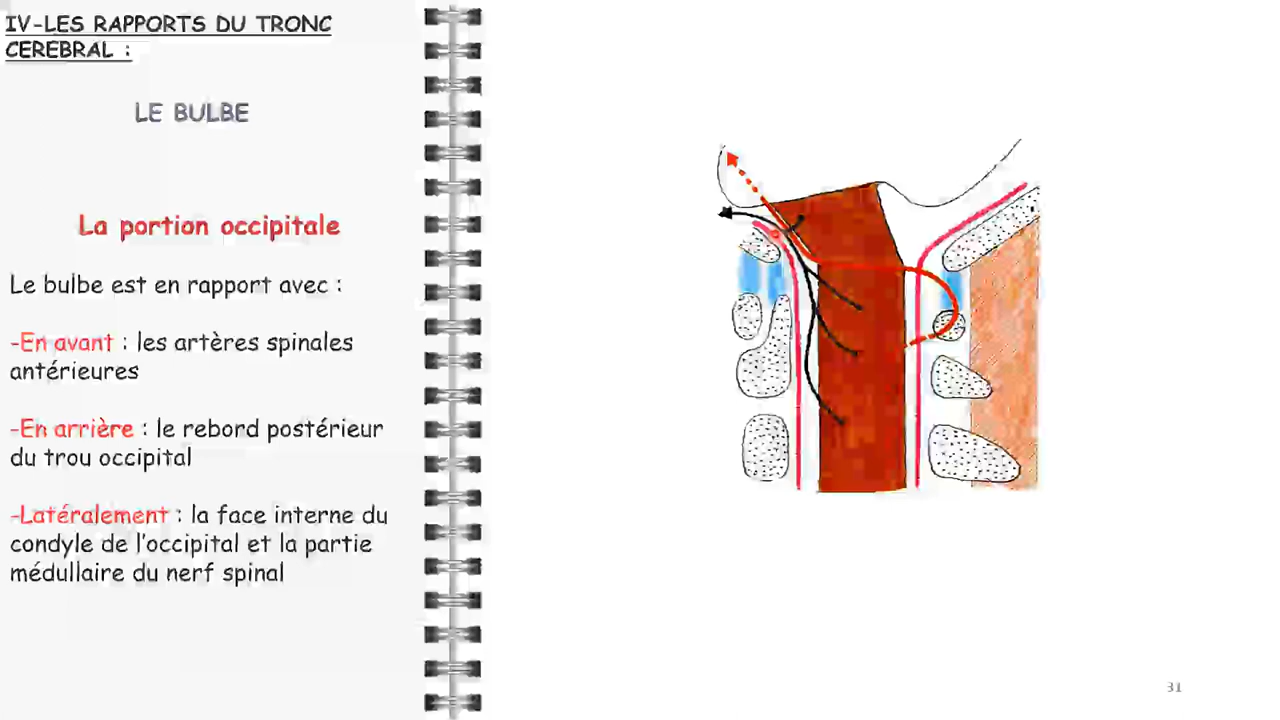 IV-LES RAPPORTS DU TRONC
CEREBRAL :
LE BULBE
La portion occipitale
Le bulbe est en rapport avec :
-En avant : les artères spinales
antérieures
-En arrière : le rebord postérieur
du trou occipital
-Latéralement : la face interne du
condyle de l'occipital et la partie
médullaire du nerf spinal
31